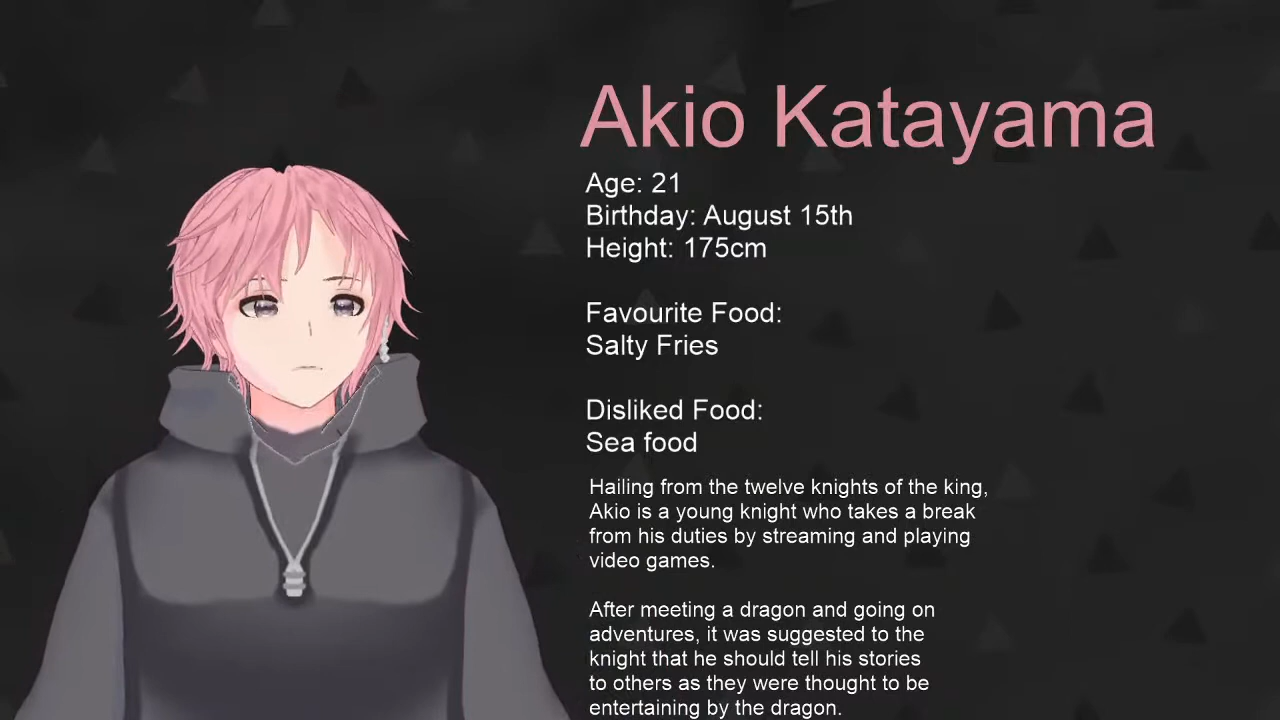 Akio Katayama
Age: 21
Birthday: August 15th
Height: 175cm
Favourite Food:
Salty Fries
Disliked Food:
Sea food
Hailing from the twelve knights of the king,
Akio is a young knight who takes a break
from his duties by streaming and playing
video games.
After meeting a dragon and going on
adventures, it was suggested to the
knight that he should tell his stories
to others as they were thought to be
entertaining by the dragon.